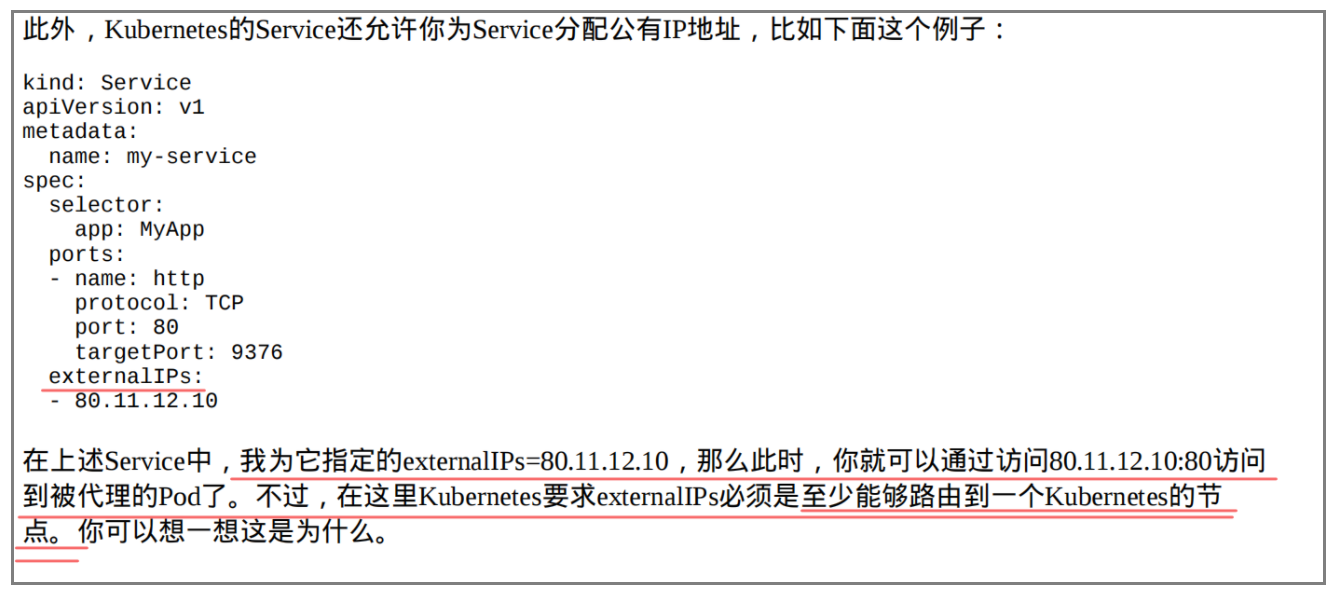 此外，Kubernetes的Service还允许你为Service分配公有IP地址，比如下面这个例子：
kind: Service
apiVersion: v1
metadata:
  name: my-service
spec:
  selector:
    app: MyApp
  ports:
  - name: http
    protocol: TCP
    port: 80
    targetPort: 9376
  externalIPs:
  - 80.11.12.10
在上述Service中，我为它指定的externalIPs=80.11.12.10，那么此时，你就可以通过访问80.11.12.10:80访问
到被代理的Pod了。不过，在这里Kubernetes要求externalIPs必须是至少能够路由到一个Kubernetes的节
点。你可以想一想这是为什么。